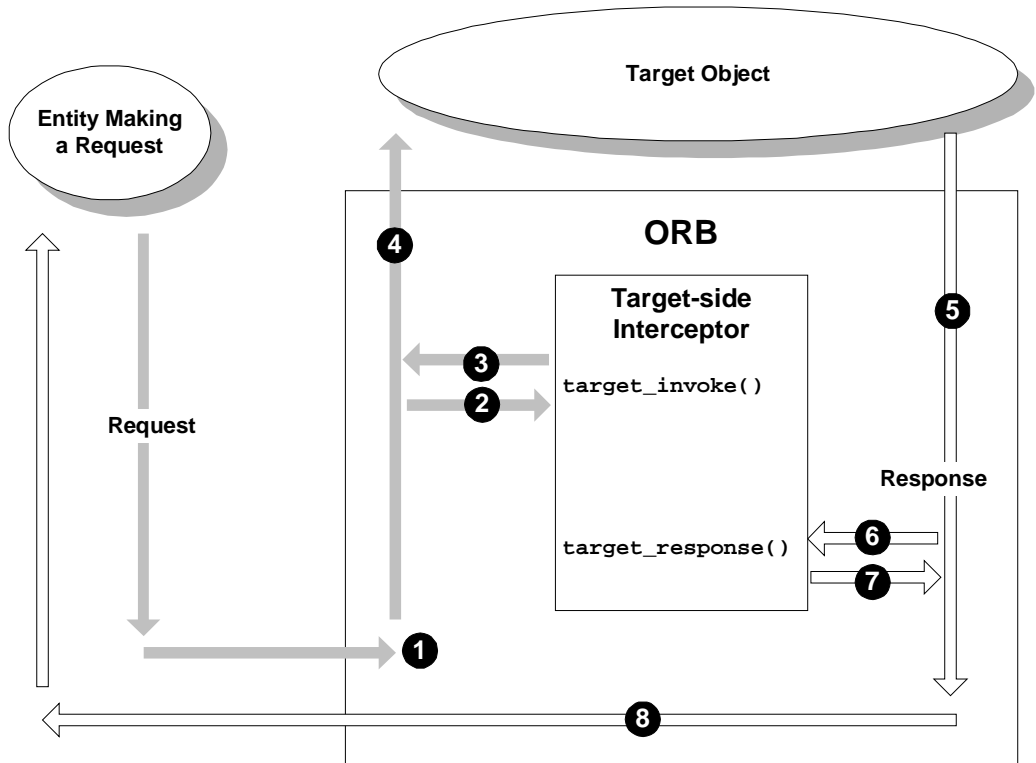 Target Object
Entity Making
a Request
4
ORB
Target-side
Interceptor
5
3
target_invoke()
2
Request
Response
6
target_response()
7
1
8